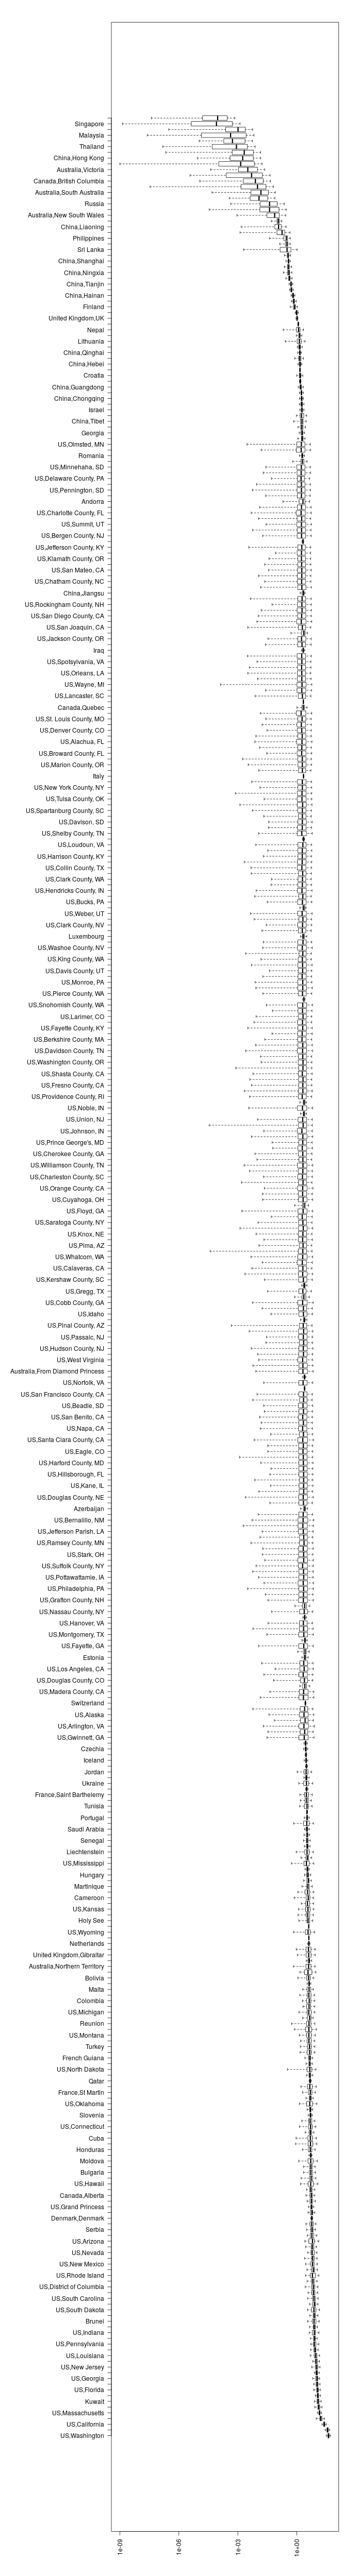 Singapore
Malaysia
Thailand
China,Hong Kong
Australia,Victoria
Canada,British Columbia
Australia,South Australia
Russia
Australia,New South Wales
China,Liaoning
Philippines
Sri Lanka
China,Shanghai
China,Ningxia
China,Tianjin
China,Hainan
Finland
United Kingdom,UK
Nepal
Lithuania
China,Qinghai
China,Hebei
Croatia
China,Guangdong
China,Chongqing
Israel
China,Tibet
Georgia
US,Olmsted, MN
Romania
US,Minnehaha, SD
US,Delaware County, PA
US,Pennington, SD
Andorra
US,Charlotte County, FL
US,Summit, UT
US,Bergen County, NJ
US,Jefferson County, KY
US,Klamath County, OR
US,San Mateo, CA
US,Chatham County, NC
China,Jiangsu
US,Rockingham County, NH
US,San Diego County, CA
US,San Joaquin, CA
US,Jackson County, OR
Iraq
US,Spotsylvania, VA
US,Orleans, LA
US,Wayne, MI
US,Lancaster, SC
Canada,Quebec
US,St. Louis County, MO
US,Denver County, CO
US,Alachua, FL
US,Broward County, FL
US,Marion County, OR
Italy
US,New York County, NY
US,Tulsa County, OK
US,Spartanburg County, SC
US,Davison, SD
US,Shelby County, TN
US,Loudoun, VA
US,Harrison County, KY
US,Collin County, TX
US,Clark County, WA
US,Hendricks County, IN
US,Bucks, PA
US,Weber, UT
US,Clark County, NV
Luxembourg
US,Washoe County, NV
US,King County, WA
US,Davis County, UT
US,Monroe, PA
US,Pierce County, WA
US,Snohomish County, WA
US,Larimer, CO
US,Fayette County, KY
US,Berkshire County, MA
US,Davidson County, TN
US,Washington County, OR
US,Shasta County, CA
US,Fresno County, CA
US,Providence County, RI
US,Noble, IN
US,Union, NJ
US,Johnson, IN
US,Prince George's, MD
US,Cherokee County, GA
US,Williamson County, TN
US,Charleston County, SC
US,Orange County, CA
US,Cuyahoga, OH
US,Floyd, GA
US,Saratoga County, NY
US,Knox, NE
US,Pima, AZ
US,Whatcom, WA
US,Calaveras, CA
US,Kershaw County, SC
US,Gregg, TX
US,Cobb County, GA
US,Idaho
US,Pinal County, AZ
US,Passaic, NJ
US,Hudson County, NJ
US,West Virginia
Australia,From Diamond Princess
US,Norfolk, VA
US,San Francisco County, CA
US,Beadle, SD
US,San Benito, CA
US,Napa, CA
US,Santa Clara County, CA
US,Eagle, CO
US,Harford County, MD
US,Hillsborough, FL
US,Kane, IL
US,Douglas County, NE
Azerbaijan
US,Bernalillo, NM
US,Jefferson Parish, LA
US,Ramsey County, MN
US,Stark, OH
US,Suffolk County, NY
US,Pottawattamie, IA
US,Philadelphia, PA
US,Grafton County, NH
US,Nassau County, NY
US,Hanover, VA
US,Montgomery, TX
US,Fayette, GA
Estonia
US,Los Angeles, CA
US,Douglas County, CO
US,Madera County, CA
Switzerland
US,Alaska
US,Arlington, VA
US,Gwinnett, GA
Czechia
Iceland
Jordan
Ukraine
France,Saint Barthelemy
Tunisia
Portugal
Saudi Arabia
Senegal
Liechtenstein
US,Mississippi
Hungary
Martinique
Cameroon
US,Kansas
Holy See
US,Wyoming
Netherlands
United Kingdom,Gibraltar
Australia,Northern Territory
Bolivia
Malta
Colombia
US,Michigan
Reunion
US,Montana
Turkey
French Guiana
US,North Dakota
Qatar
France,St Martin
US,Oklahoma
Slovenia
US,Connecticut
Cuba
Honduras
Moldova
Bulgaria
US,Hawaii
Canada,Alberta
US,Grand Princess
Denmark,Denmark
Serbia
US,Arizona
US,Nevada
US,New Mexico
US,Rhode Island
US,District of Columbia
US,South Carolina
US,South Dakota
Brunei
US,Indiana
US,Pennsylvania
US,Louisiana
US,New Jersey
US,Georgia
US,Florida
Kuwait
US,Massachusetts
US,California
US,Washington
1e-09
1e-06
1e-03
1e+00